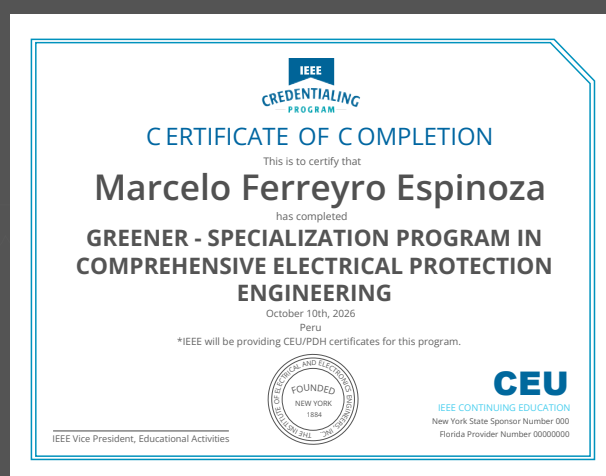 IEEE
CREDENTIALING
PROGRAM
CERTIFICATE OF COMPLETION
This is to certify that
Marcelo Ferreyro Espinoza
has completed
GREENER - SPECIALIZATION PROGRAM IN
COMPREHENSIVE ELECTRICAL PROTECTION
ENGINEERING
October 10th, 2026
Peru
*IEEE will be providing CEU/PDH certificates for this program.
THE INSTITUTE OF ELECTRICAL AND ELECTRONICS ENGINEERS, INC.
FOUNDED
NEW YORK
1884
IEEE Vice President, Educational Activities
CEU
IEEE CONTINUING EDUCATION
New York State Sponsor Number 000
Florida Provider Number 00000000